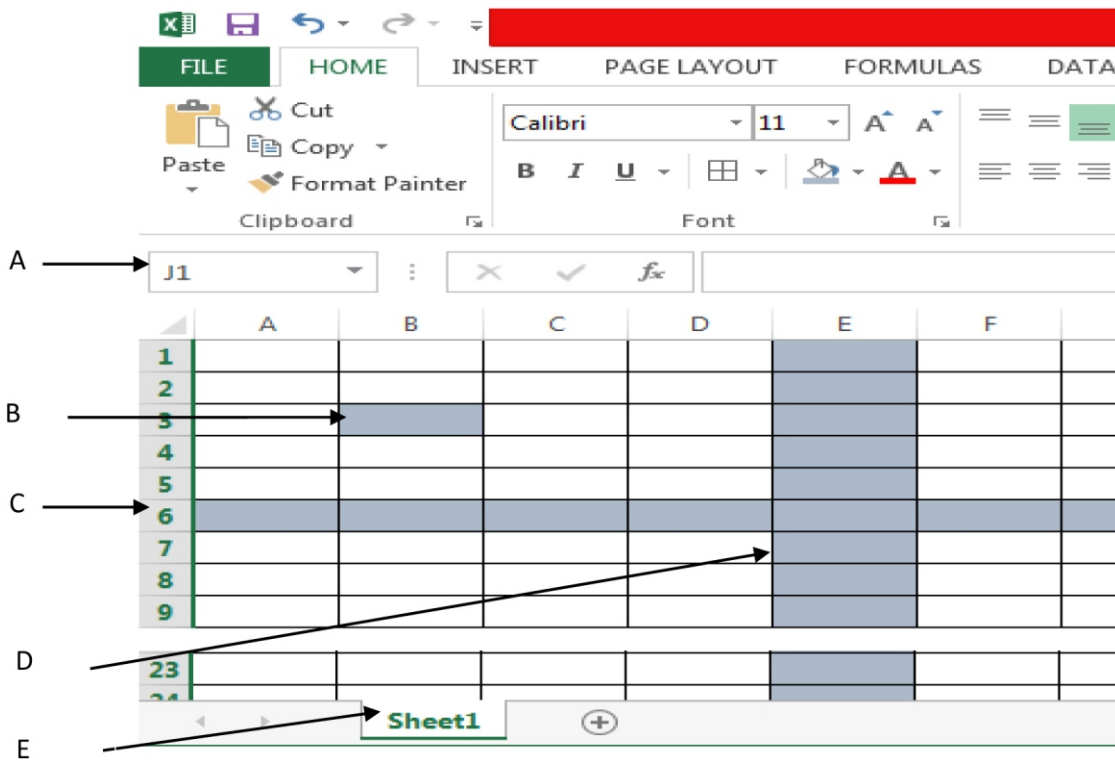 FILE HOME INSERT PAGE LAYOUT FORMULAS DATA
Cut
Copy
Paste
Format Painter
Calibri 11 A A
B I U A
Clipboard Font
A J1 fx
A B C D E F
1
2
B 3
4
5
C 6
7
8
9
D 23
24
E Sheet1